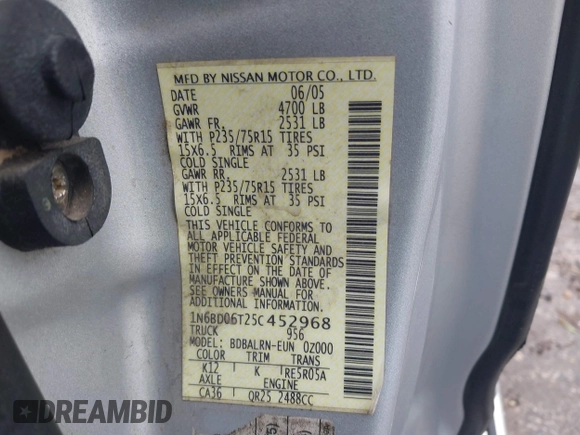 MFD BY NISSAN MOTOR CO., LTD.
DATE 06/05
GVWR 4700 LB
GAWR FR. 2531 LB
WITH P235/75R15 TIRES
15X6.5 RIMS AT 35 PSI
COLD SINGLE
GAWR RR. 2531 LB
WITH P235/75R15 TIRES
15X6.5 RIMS AT 35 PSI
COLD SINGLE
THIS VEHICLE CONFORMS TO
ALL APPLICABLE FEDERAL
MOTOR VEHICLE SAFETY AND
THEFT PREVENTION STANDARDS
IN EFFECT ON THE DATE OF
MANUFACTURE SHOWN ABOVE.
SEE OWNERS MANUAL FOR
ADDITIONAL INFORMATION
1N6BD06T25C452968
TRUCK 956
MODEL: BDBALRN-EUN 0Z000
COLOR TRIM TRANS
K12 K RE5R05A
AXLE ENGINE
CA36 QR25 2488CC
DREAMBID